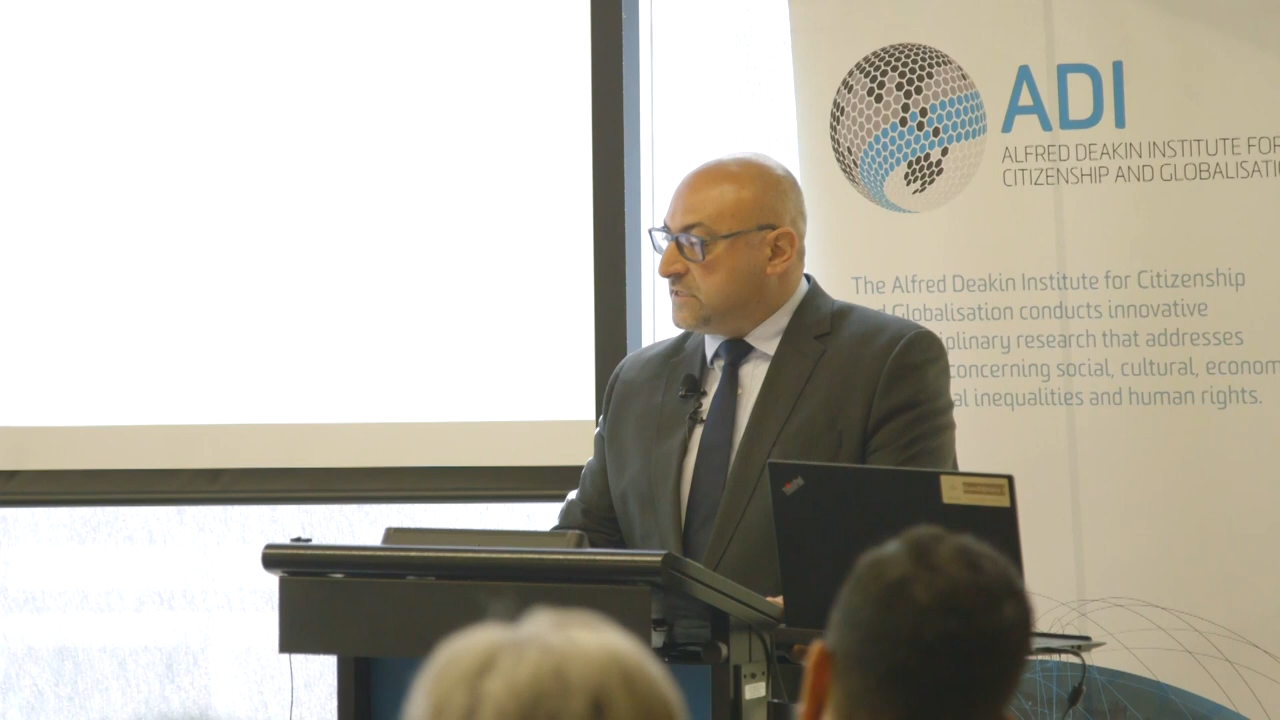 ADI
ALFRED DEAKIN INSTITUTE FOR
CITIZENSHIP AND GLOBALISATI
The Alfred Deakin Institute for Citizenship
Globalisation conducts innovative
iplinary research that addresses
concerning social, cultural, econom
al inequalities and human rights.